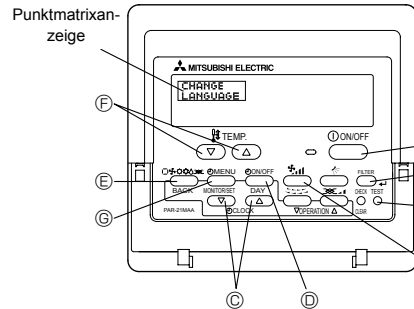 Punktmatrixan-
zeige
MITSUBISHI ELECTRIC
CHANGE
LANGUAGE
F
TEMP.
ON/OFF
E
MENU
ON/OFF
FILTER
BACK
MONITOR/SET
DAY
CHECK TEST
PAR-21MAA
CLOCK
OPERATION
CLEAR
G
C
D